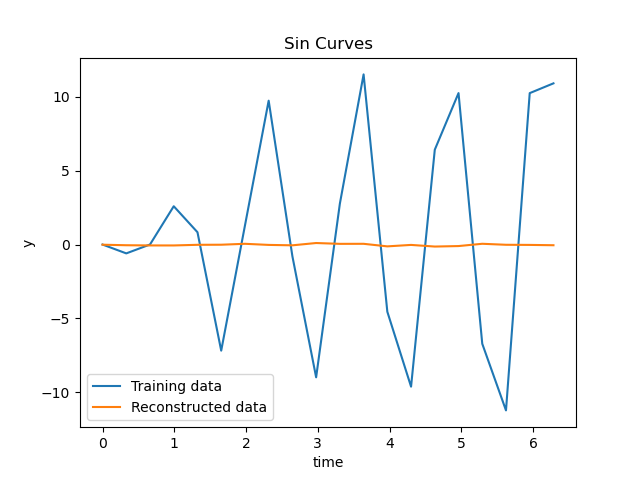 Sin Curves
y
10
5
0
−5
−10
Training data
Reconstructed data
0 1 2 3 4 5 6
time